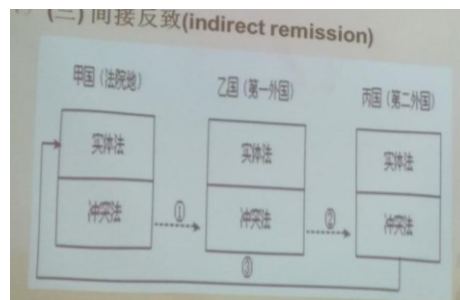 (三) 间接反致(indirect remission)
甲国（法院地）
乙国（第一外国）
丙国（第二外国）
实体法
实体法
实体法
冲突法
①
冲突法
②
冲突法
③